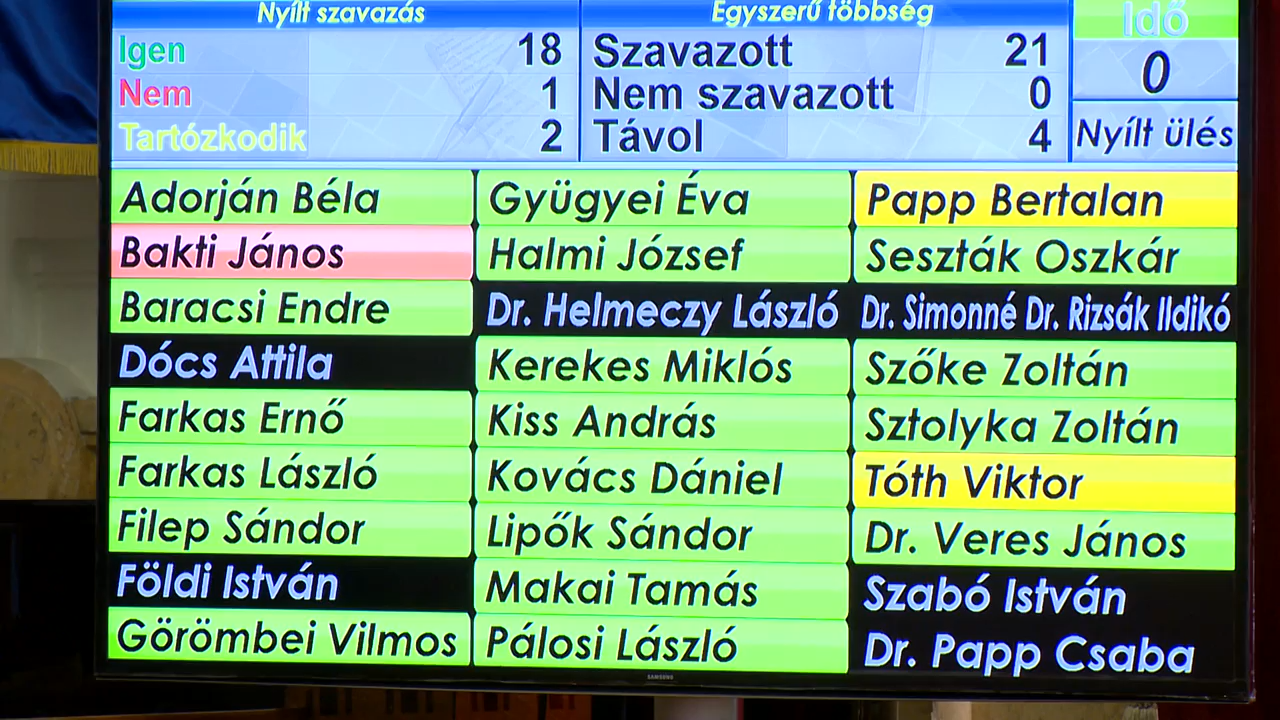 Nyílt szavazás
Egyszerű többség
Idő
Igen 18
Szavazott 21
0
Nem 1
Nem szavazott 0
Tartózkodik 2
Távol 4
Nyílt ülés
Adorján Béla
Gyügyei Éva
Papp Bertalan
Bakti János
Halmi József
Seszták Oszkár
Baracsi Endre
Dr. Helmeczy László
Dr. Simonné Dr. Rizsák Ildikó
Dócs Attila
Kerekes Miklós
Szőke Zoltán
Farkas Ernő
Kiss András
Sztolyka Zoltán
Farkas László
Kovács Dániel
Tóth Viktor
Filep Sándor
Lipők Sándor
Dr. Veres János
Földi István
Makai Tamás
Szabó István
Görömbei Vilmos
Pálosi László
Dr. Papp Csaba
SAMSUNG